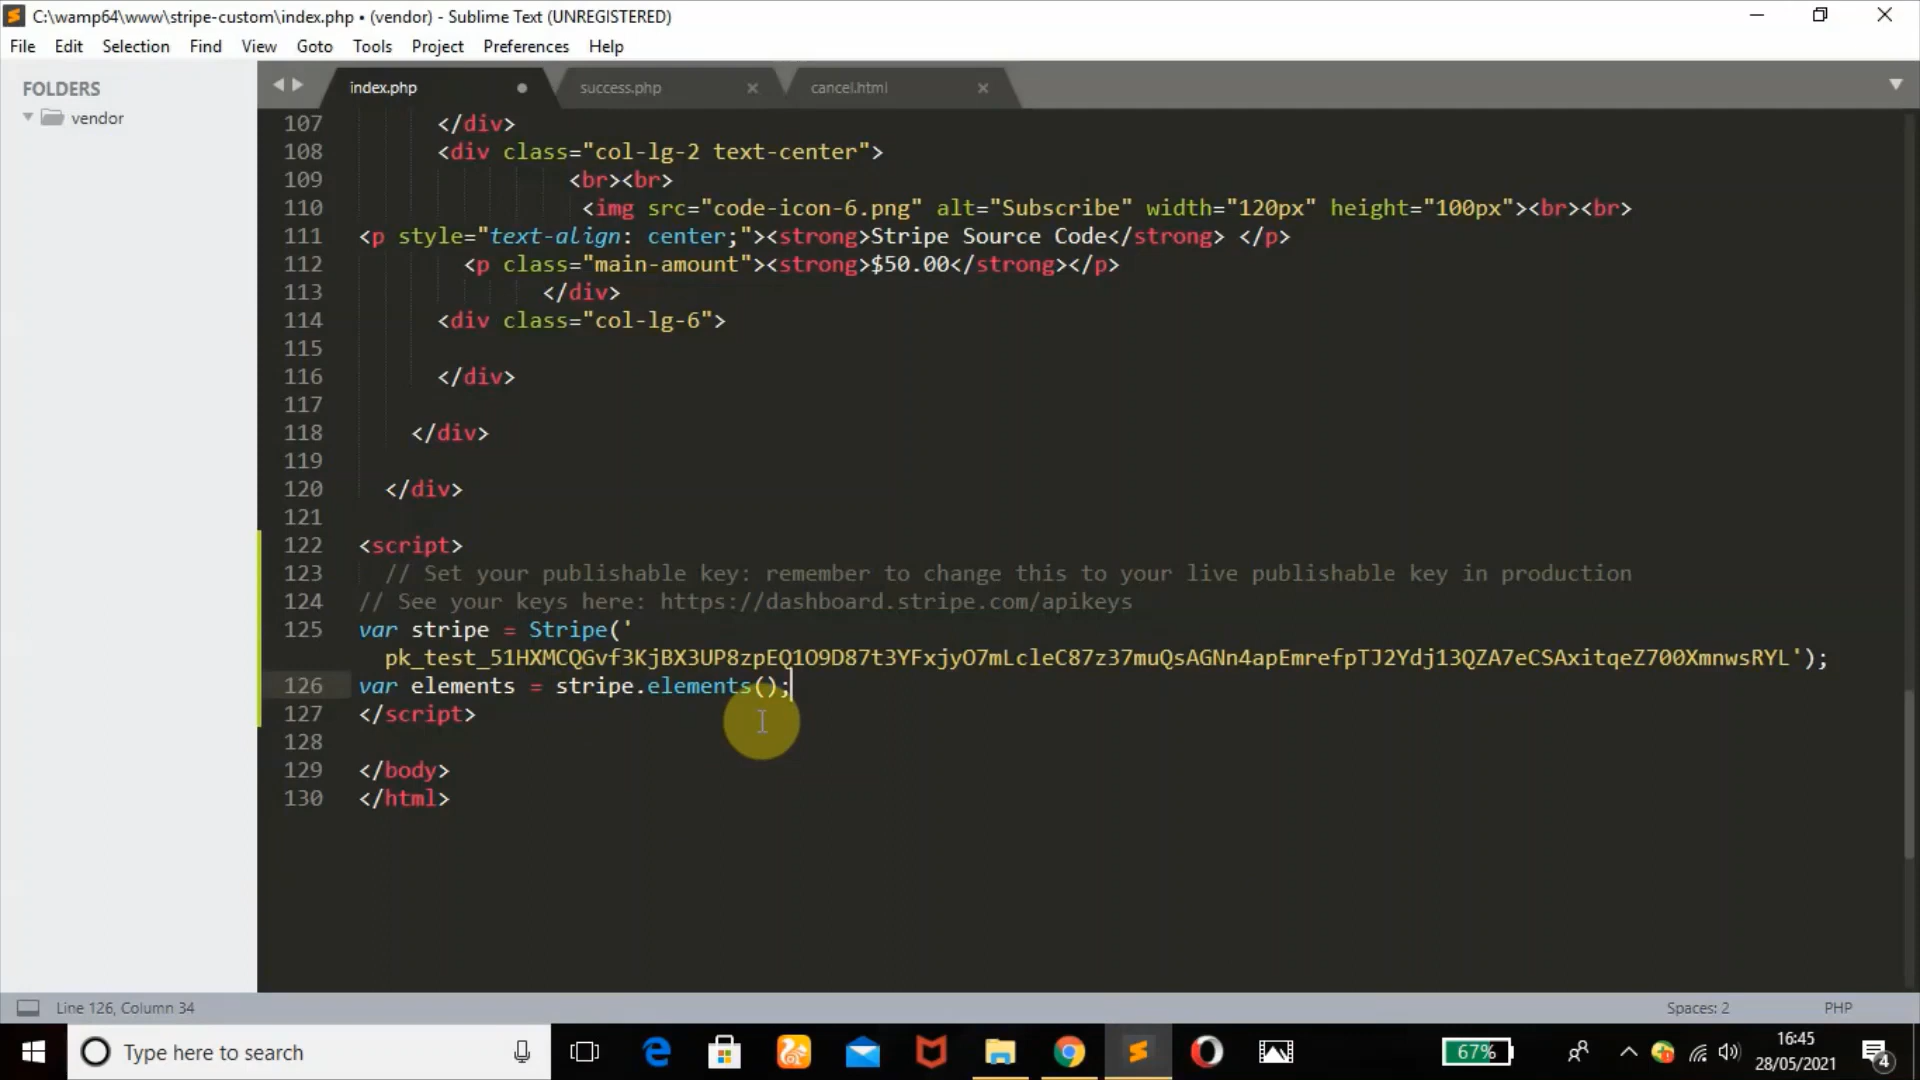 C:\wamp64\www\stripe-custom\index.php • (vendor) - Sublime Text (UNREGISTERED)
File Edit Selection Find View Goto Tools Project Preferences Help
FOLDERS
vendor
index.php success.php cancel.html
107 </div>
108 <div class="col-lg-2 text-center">
109 <br><br>
110 <img src="code-icon-6.png" alt="Subscribe" width="120px" height="100px"><br><br>
111 <p style="text-align: center;"><strong>Stripe Source Code</strong> </p>
112 <p class="main-amount"><strong>$50.00</strong></p>
113 </div>
114 <div class="col-lg-6">
115
116 </div>
117
118 </div>
119
120 </div>
121
122 <script>
123 // Set your publishable key: remember to change this to your live publishable key in production
124 // See your keys here: https://dashboard.stripe.com/apikeys
125 var stripe = Stripe('
pk_test_51HXMCQGvf3KjBX3UP8zpEQ1O9D87t3YFxjyO7mLcleC87z37muQsAGNn4apEmrefpTJ2Ydj13QZA7eCSAxitqeZ700XmnwsRYL');
126 var elements = stripe.elements();
127 </script>
128
129 </body>
130 </html>
Line 126, Column 34
Spaces: 2
PHP
Type here to search
67%
16:45
28/05/2021
4